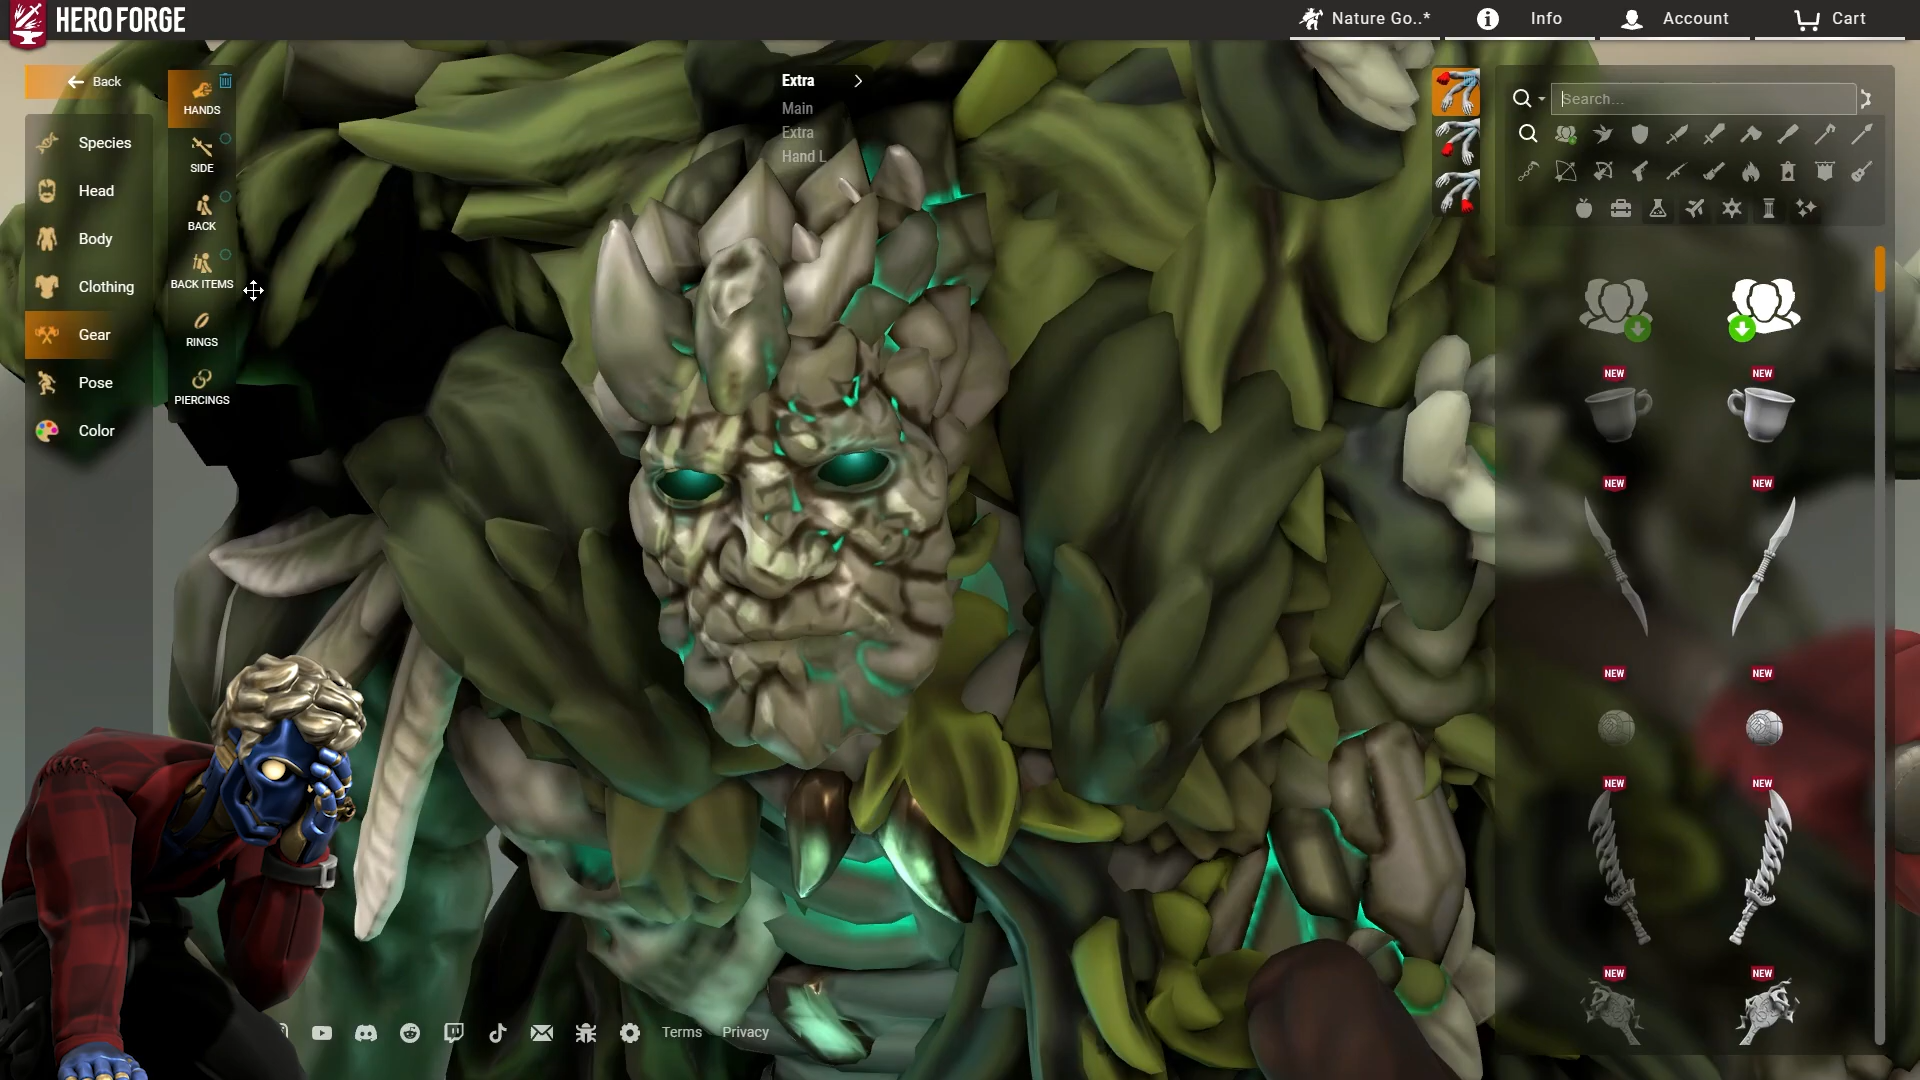 HERO FORGE
Nature Go..*
Info
Account
Cart
Back
HANDS
SIDE
BACK
BACK ITEMS
RINGS
PIERCINGS
Species
Head
Body
Clothing
Gear
Pose
Color
Extra
Main
Extra
Hand L
Search...
NEW NEW
NEW NEW
NEW NEW
NEW NEW
NEW NEW
Terms Privacy